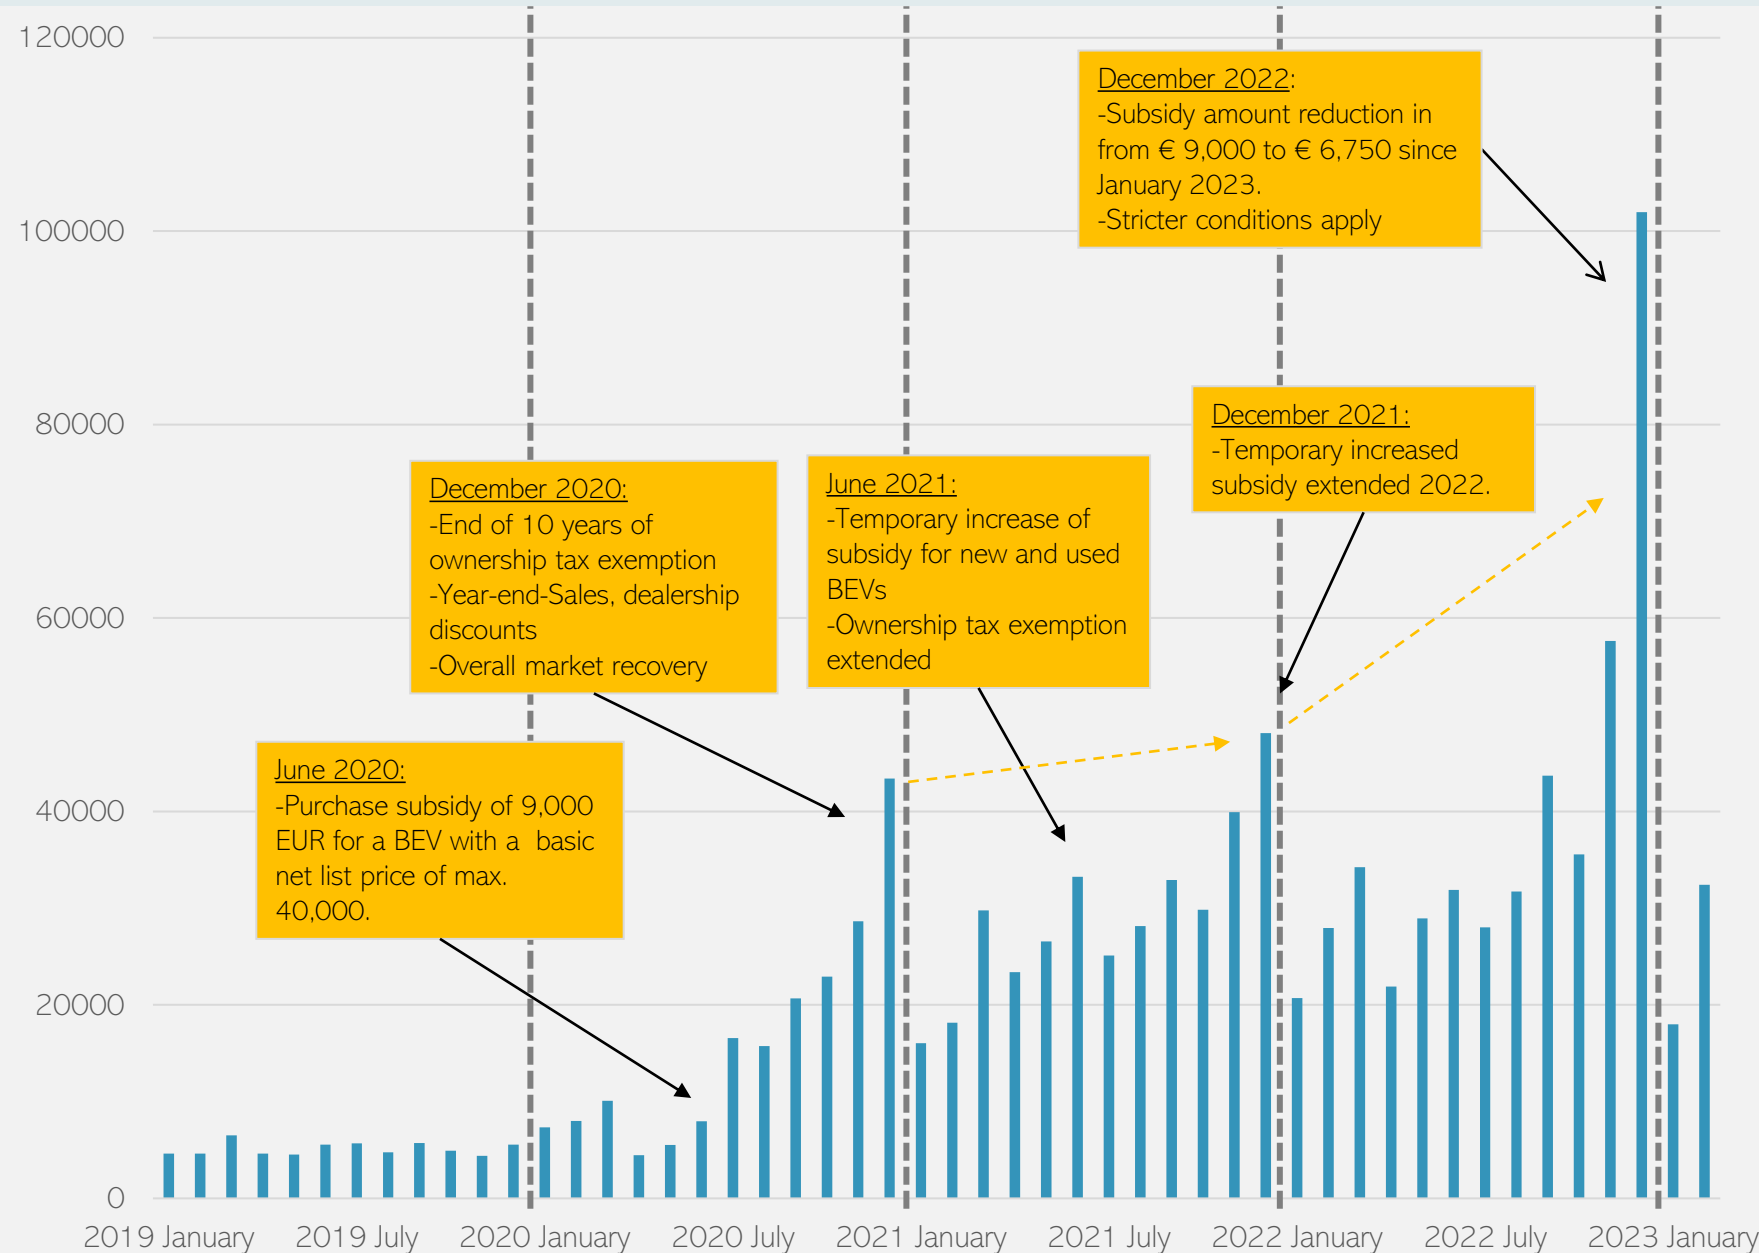 120000
100000
80000
60000
40000
20000
0
December 2022:
-Subsidy amount reduction in
from € 9,000 to € 6,750 since
January 2023.
-Stricter conditions apply
December 2021:
-Temporary increased
subsidy extended 2022.
December 2020:
-End of 10 years of
ownership tax exemption
-Year-end-Sales, dealership
discounts
-Overall market recovery
June 2021:
-Temporary increase of
subsidy for new and used
BEVs
-Ownership tax exemption
extended
June 2020:
-Purchase subsidy of 9,000
EUR for a BEV with a  basic
net list price of max.
40,000.
2019 January
2019 July
2020 January
2020 July
2021 January
2021 July
2022 January
2022 July
2023 January